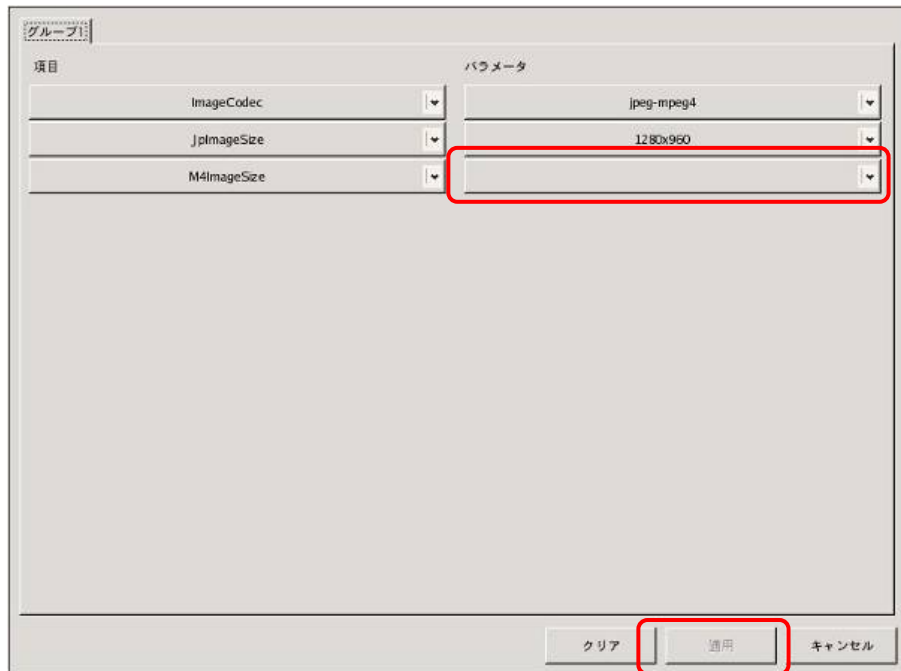 グループ1
項目 パラメータ
ImageCodec jpeg-mpeg4
JpImageSize 1280x960
M4ImageSize
クリア 適用 キャンセル